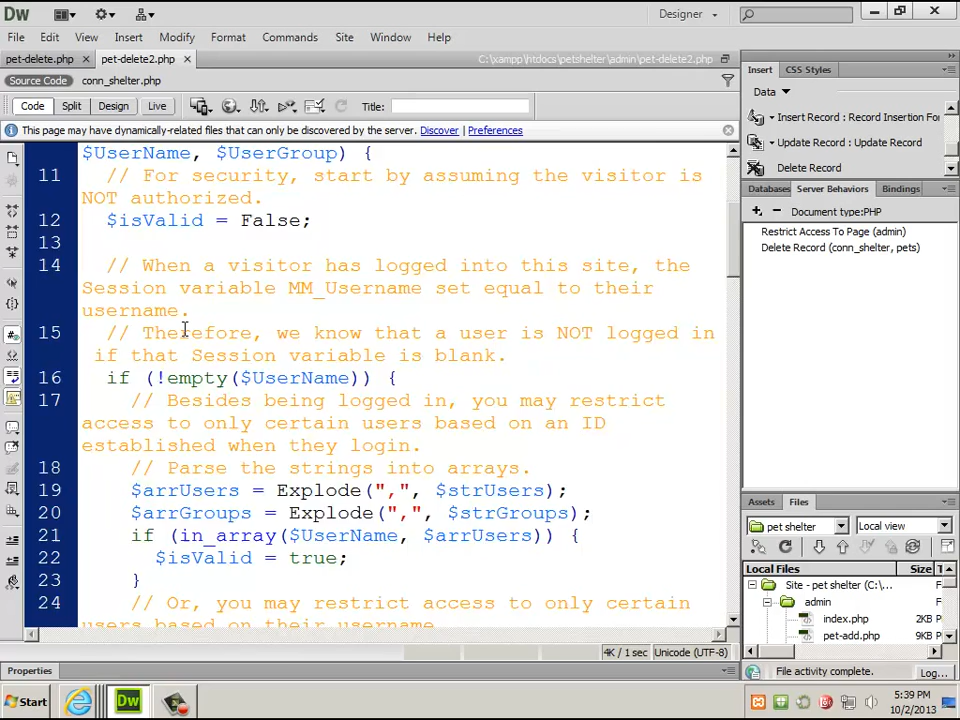 Dw
Designer
File Edit View Insert Modify Format Commands Site Window Help
pet-delete.php × pet-delete2.php × C:\xampp\htdocs\petshelter\admin\pet-delete2.php
Source Code conn_shelter.php
Code Split Design Live Title:
This page may have dynamically-related files that can only be discovered by the server. Discover | Preferences
$UserName, $UserGroup) {
11 // For security, start by assuming the visitor is
NOT authorized.
12 $isValid = False;
13
14 // When a visitor has logged into this site, the
Session variable MM_Username set equal to their
username.
15 // Therefore, we know that a user is NOT logged in
if that Session variable is blank.
16 if (!empty($UserName)) {
17 // Besides being logged in, you may restrict
access to only certain users based on an ID
established when they login.
18 // Parse the strings into arrays.
19 $arrUsers = Explode(",", $strUsers);
20 $arrGroups = Explode(",", $strGroups);
21 if (in_array($UserName, $arrUsers)) {
22 $isValid = true;
23 }
24 // Or, you may restrict access to only certain
users based on their username.
4K / 1 sec Unicode (UTF-8)
Properties
Insert CSS Styles
Data
Insert Record : Record Insertion For
Update Record : Update Record
Delete Record
Databases Server Behaviors Bindings
+ − Document type:PHP
Restrict Access To Page (admin)
Delete Record (conn_shelter, pets)
Assets Files
pet shelter Local view
Local Files Size T
Site - pet shelter (C:\... F
admin F
index.php 2KB P
pet-add.php 9KB P
File activity complete. Log...
Start Dw 5:39 PM
10/2/2013